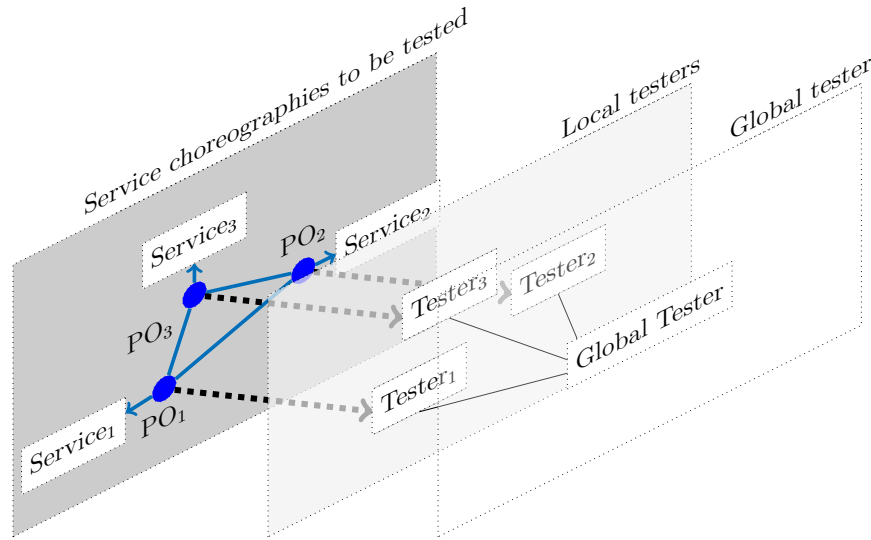 Service choreographies to be tested
Local testers
Global tester
Service₃
PO₂
Service₂
Tester₃
Tester₂
PO₃
Global Tester
Tester₁
PO₁
Service₁